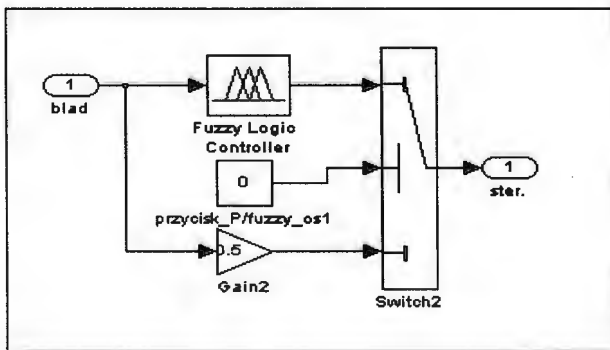 1
blad
Fuzzy Logic
Controller
0
przycisk_P/fuzzy_os1
0.5
Gain2
Switch2
1
ster.